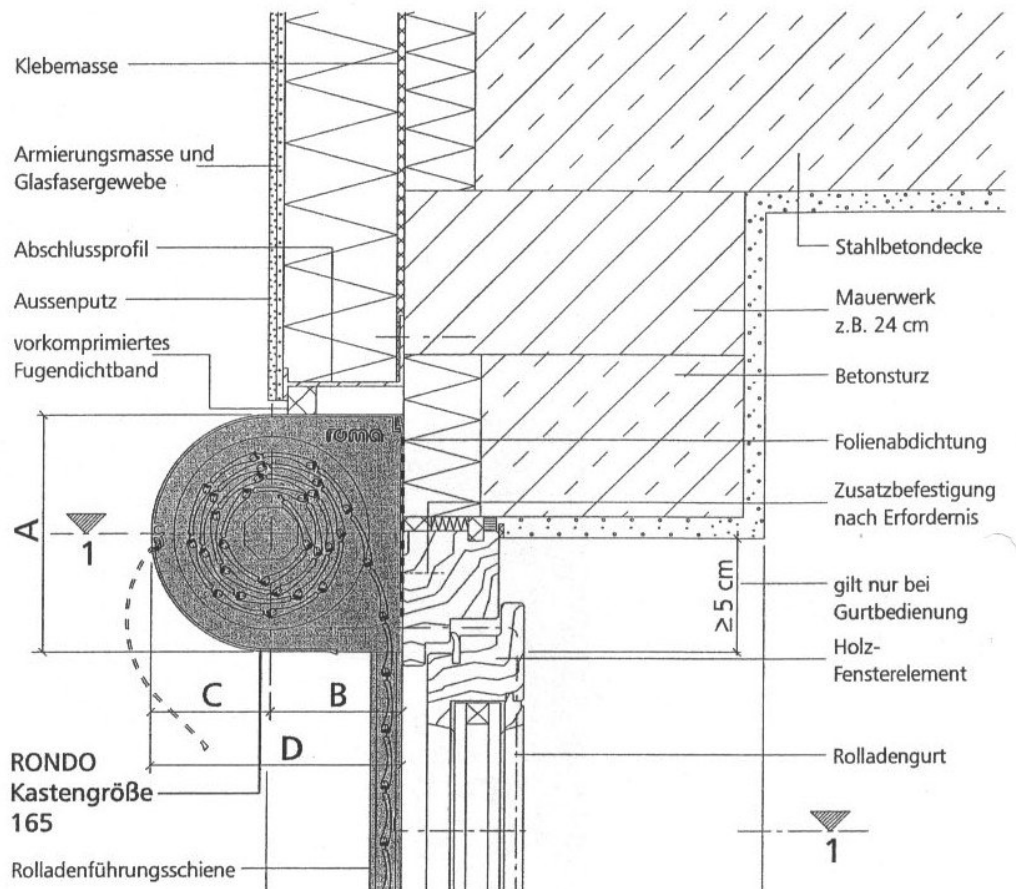 Klebemasse
Armierungsmasse und
Glasfasergewebe
Abschlussprofil
Aussenputz
vorkomprimiertes
Fugendichtband
roma
A
1
C
B
D
RONDO
Kastengröße
165
Rolladenführungsschiene
Stahlbetondecke
Mauerwerk
z.B. 24 cm
Betonsturz
Folienabdichtung
Zusatzbefestigung
nach Erfordernis
≥5 cm
gilt nur bei
Gurtbedienung
Holz-
Fensterelement
Rolladengurt
1